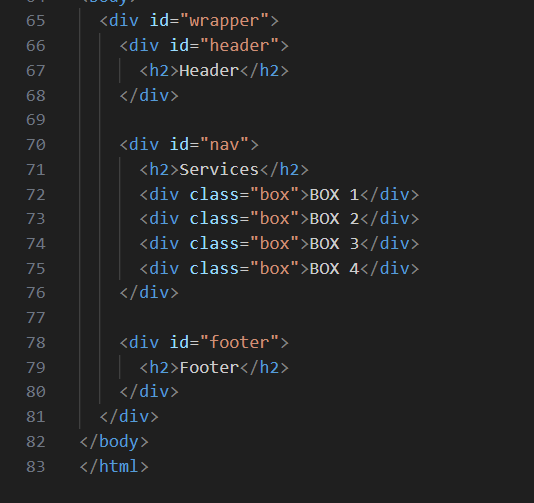 64 <body>
65 <div id="wrapper">
66 <div id="header">
67 <h2>Header</h2>
68 </div>
69
70 <div id="nav">
71 <h2>Services</h2>
72 <div class="box">BOX 1</div>
73 <div class="box">BOX 2</div>
74 <div class="box">BOX 3</div>
75 <div class="box">BOX 4</div>
76 </div>
77
78 <div id="footer">
79 <h2>Footer</h2>
80 </div>
81 </div>
82 </body>
83 </html>